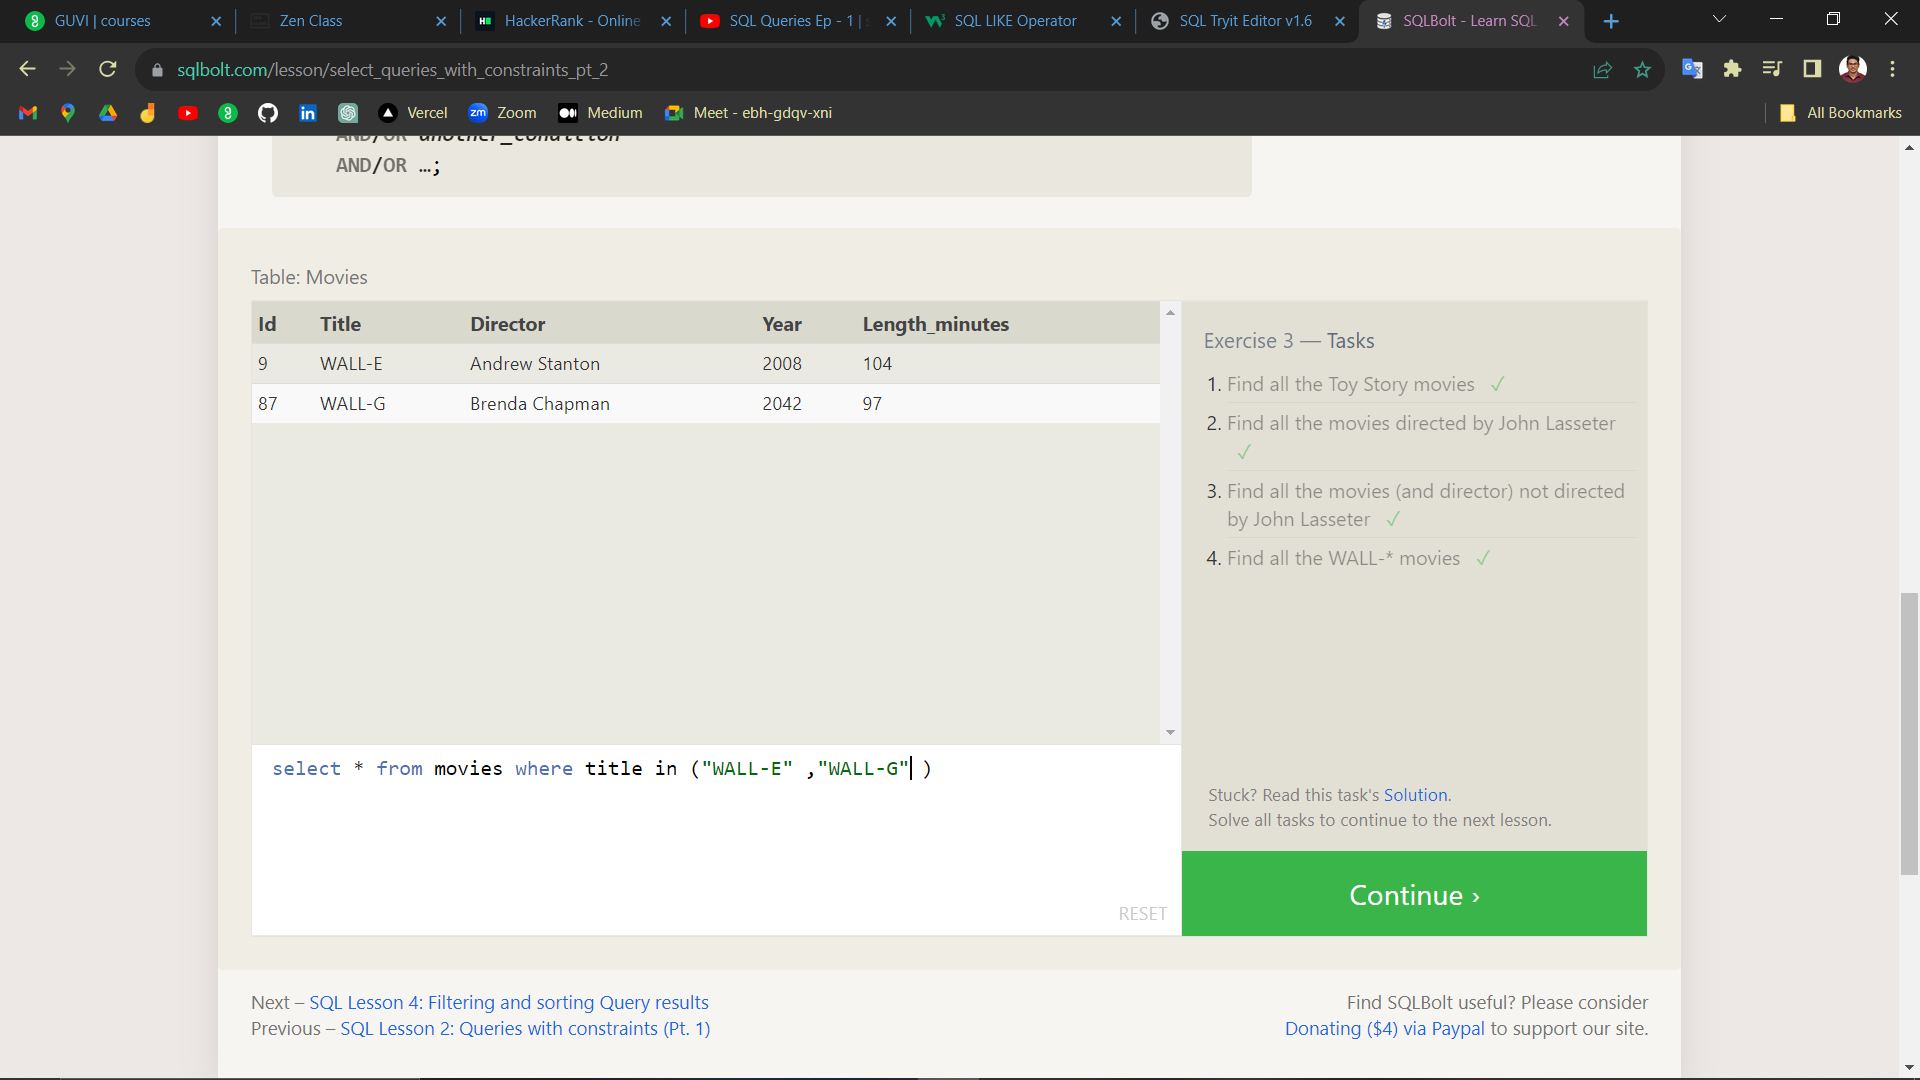 GUVI | courses
Zen Class
HackerRank - Online
SQL Queries Ep - 1 |
SQL LIKE Operator
SQL Tryit Editor v1.6
SQLBolt - Learn SQL
sqlbolt.com/lesson/select_queries_with_constraints_pt_2
Vercel
Zoom
Medium
Meet - ebh-gdqv-xni
All Bookmarks
AND/OR another_condition
AND/OR …;
Table: Movies
Id Title Director Year Length_minutes
9 WALL-E Andrew Stanton 2008 104
87 WALL-G Brenda Chapman 2042 97
Exercise 3 — Tasks
1. Find all the Toy Story movies ✓
2. Find all the movies directed by John Lasseter
✓
3. Find all the movies (and director) not directed
by John Lasseter ✓
4. Find all the WALL-* movies ✓
select * from movies where title in ("WALL-E" ,"WALL-G" )
RESET
Stuck? Read this task's Solution.
Solve all tasks to continue to the next lesson.
Continue ›
Next – SQL Lesson 4: Filtering and sorting Query results
Previous – SQL Lesson 2: Queries with constraints (Pt. 1)
Find SQLBolt useful? Please consider
Donating ($4) via Paypal to support our site.